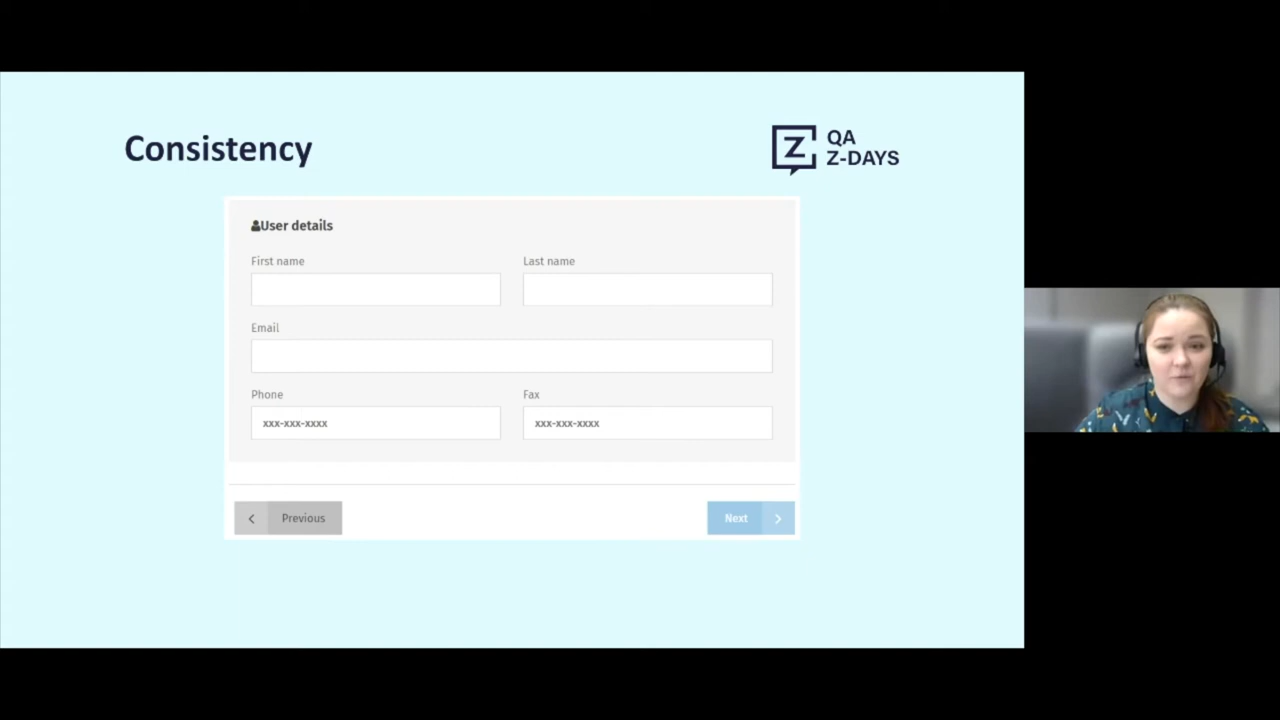 Consistency
QA
Z-DAYS
User details
First name
Last name
Email
Phone
Fax
xxx-xxx-xxxx
xxx-xxx-xxxx
Previous
Next